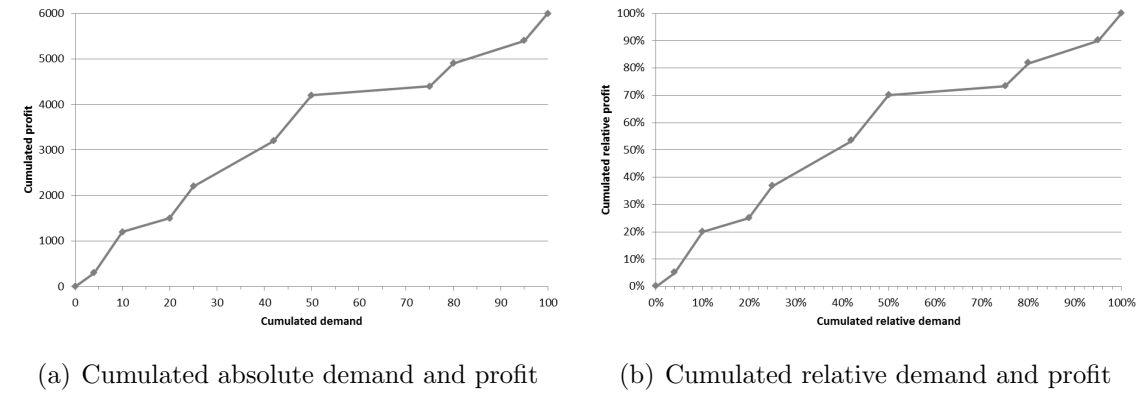 6000
5000
4000
3000
2000
1000
0
Cumulated profit
0 10 20 30 40 50 60 70 80 90 100
Cumulated demand
(a) Cumulated absolute demand and profit
100%
90%
80%
70%
60%
50%
40%
30%
20%
10%
0%
Cumulated relative profit
0% 10% 20% 30% 40% 50% 60% 70% 80% 90% 100%
Cumulated relative demand
(b) Cumulated relative demand and profit